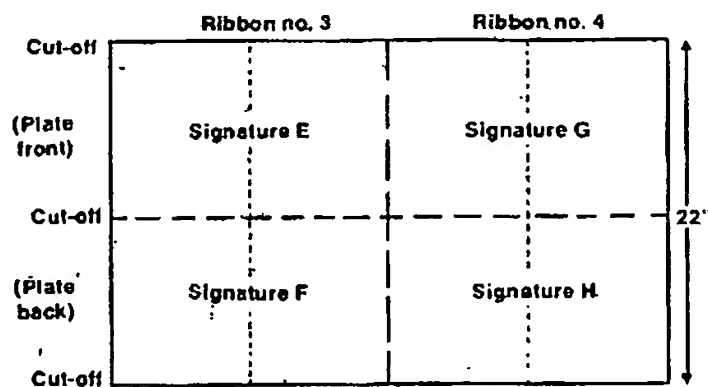 Ribbon no. 3 Ribbon no. 4
Cut-off
(Plate front)
Signature E Signature G
Cut-off
22"
(Plate back)
Signature F Signature H
Cut-off